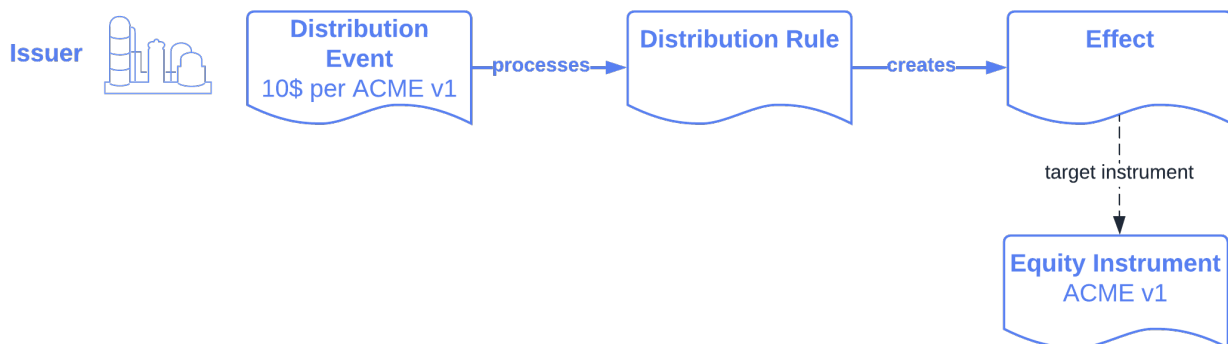 Issuer
Distribution
Event
10$ per ACME v1
processes
Distribution Rule
creates
Effect
target instrument
Equity Instrument
ACME v1